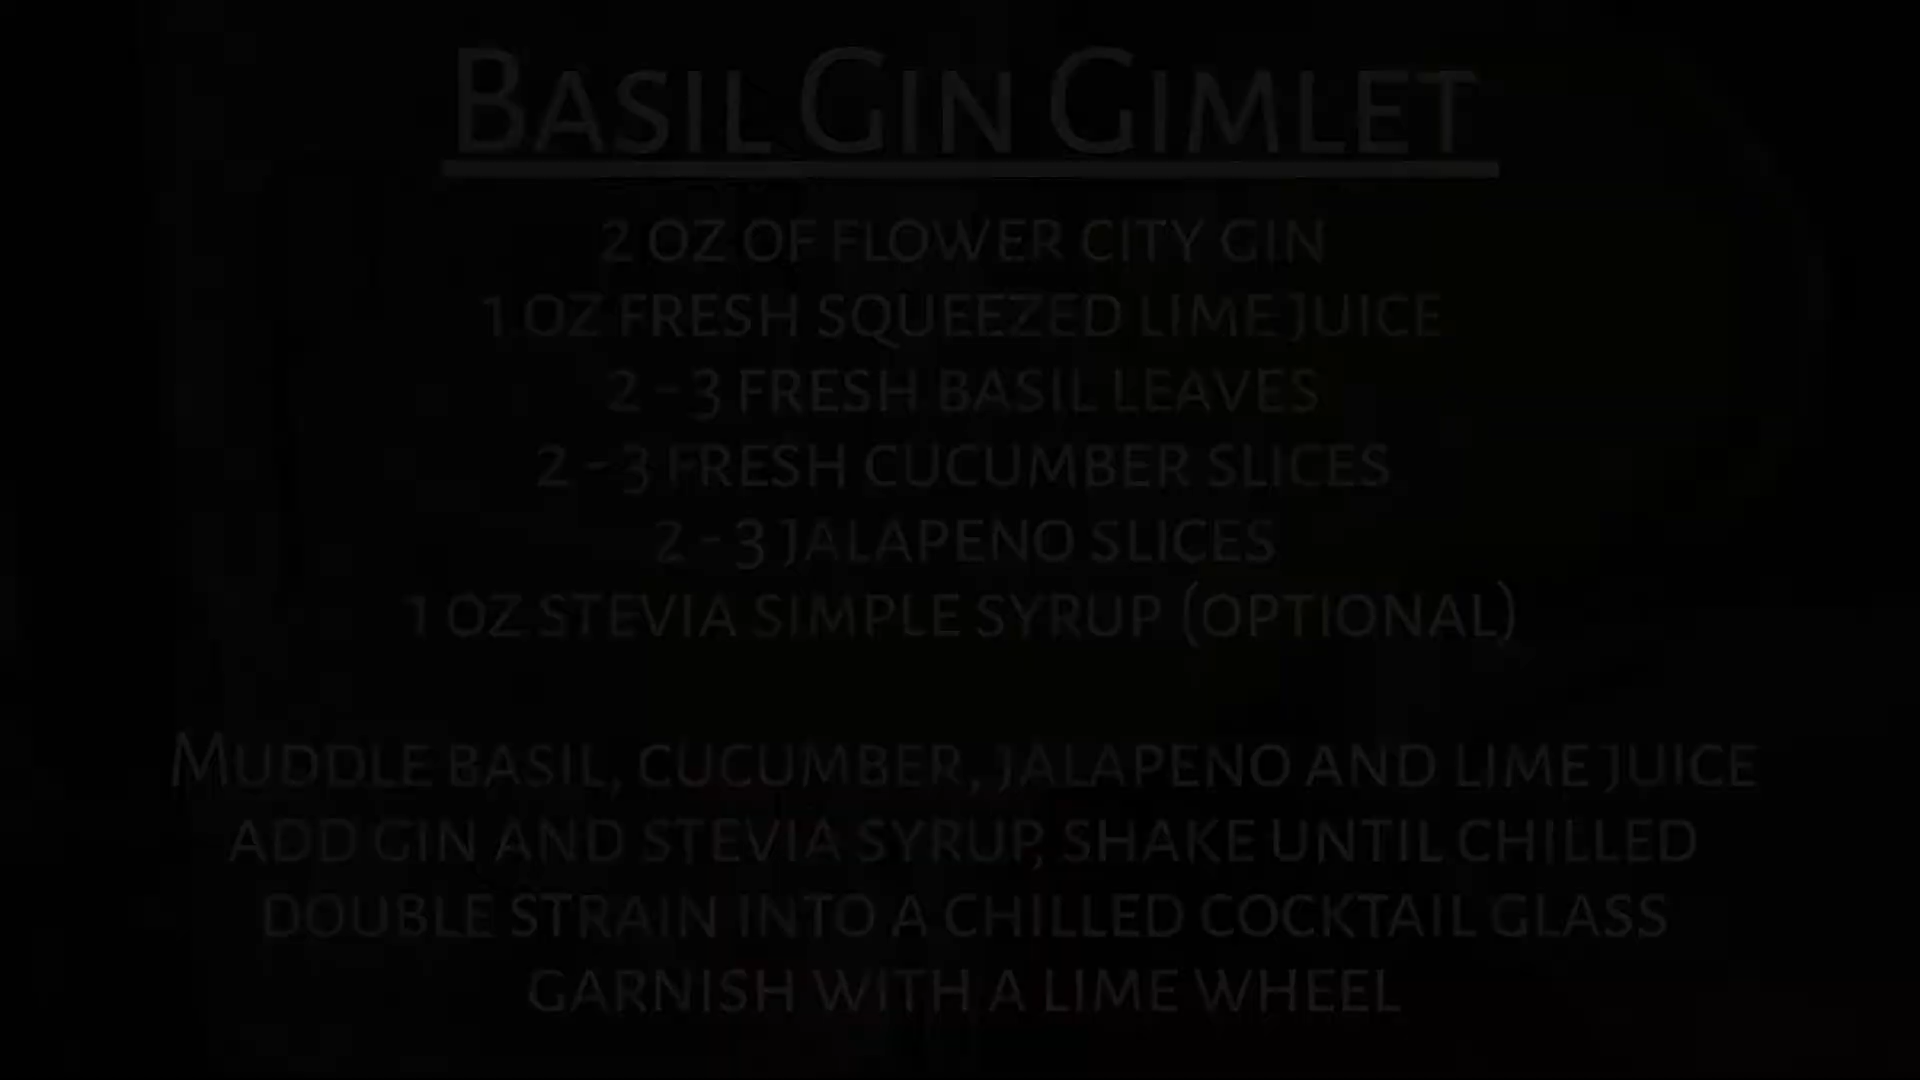 Basil Gin Gimlet
2 oz of flower city gin
1 oz fresh squeezed lime juice
2 - 3 fresh basil leaves
2 - 3 fresh cucumber slices
2 - 3 jalapeno slices
1 oz stevia simple syrup (optional)
Muddle basil, cucumber, jalapeno and lime juice
add gin and stevia syrup, shake until chilled
double strain into a chilled cocktail glass
garnish with a lime wheel